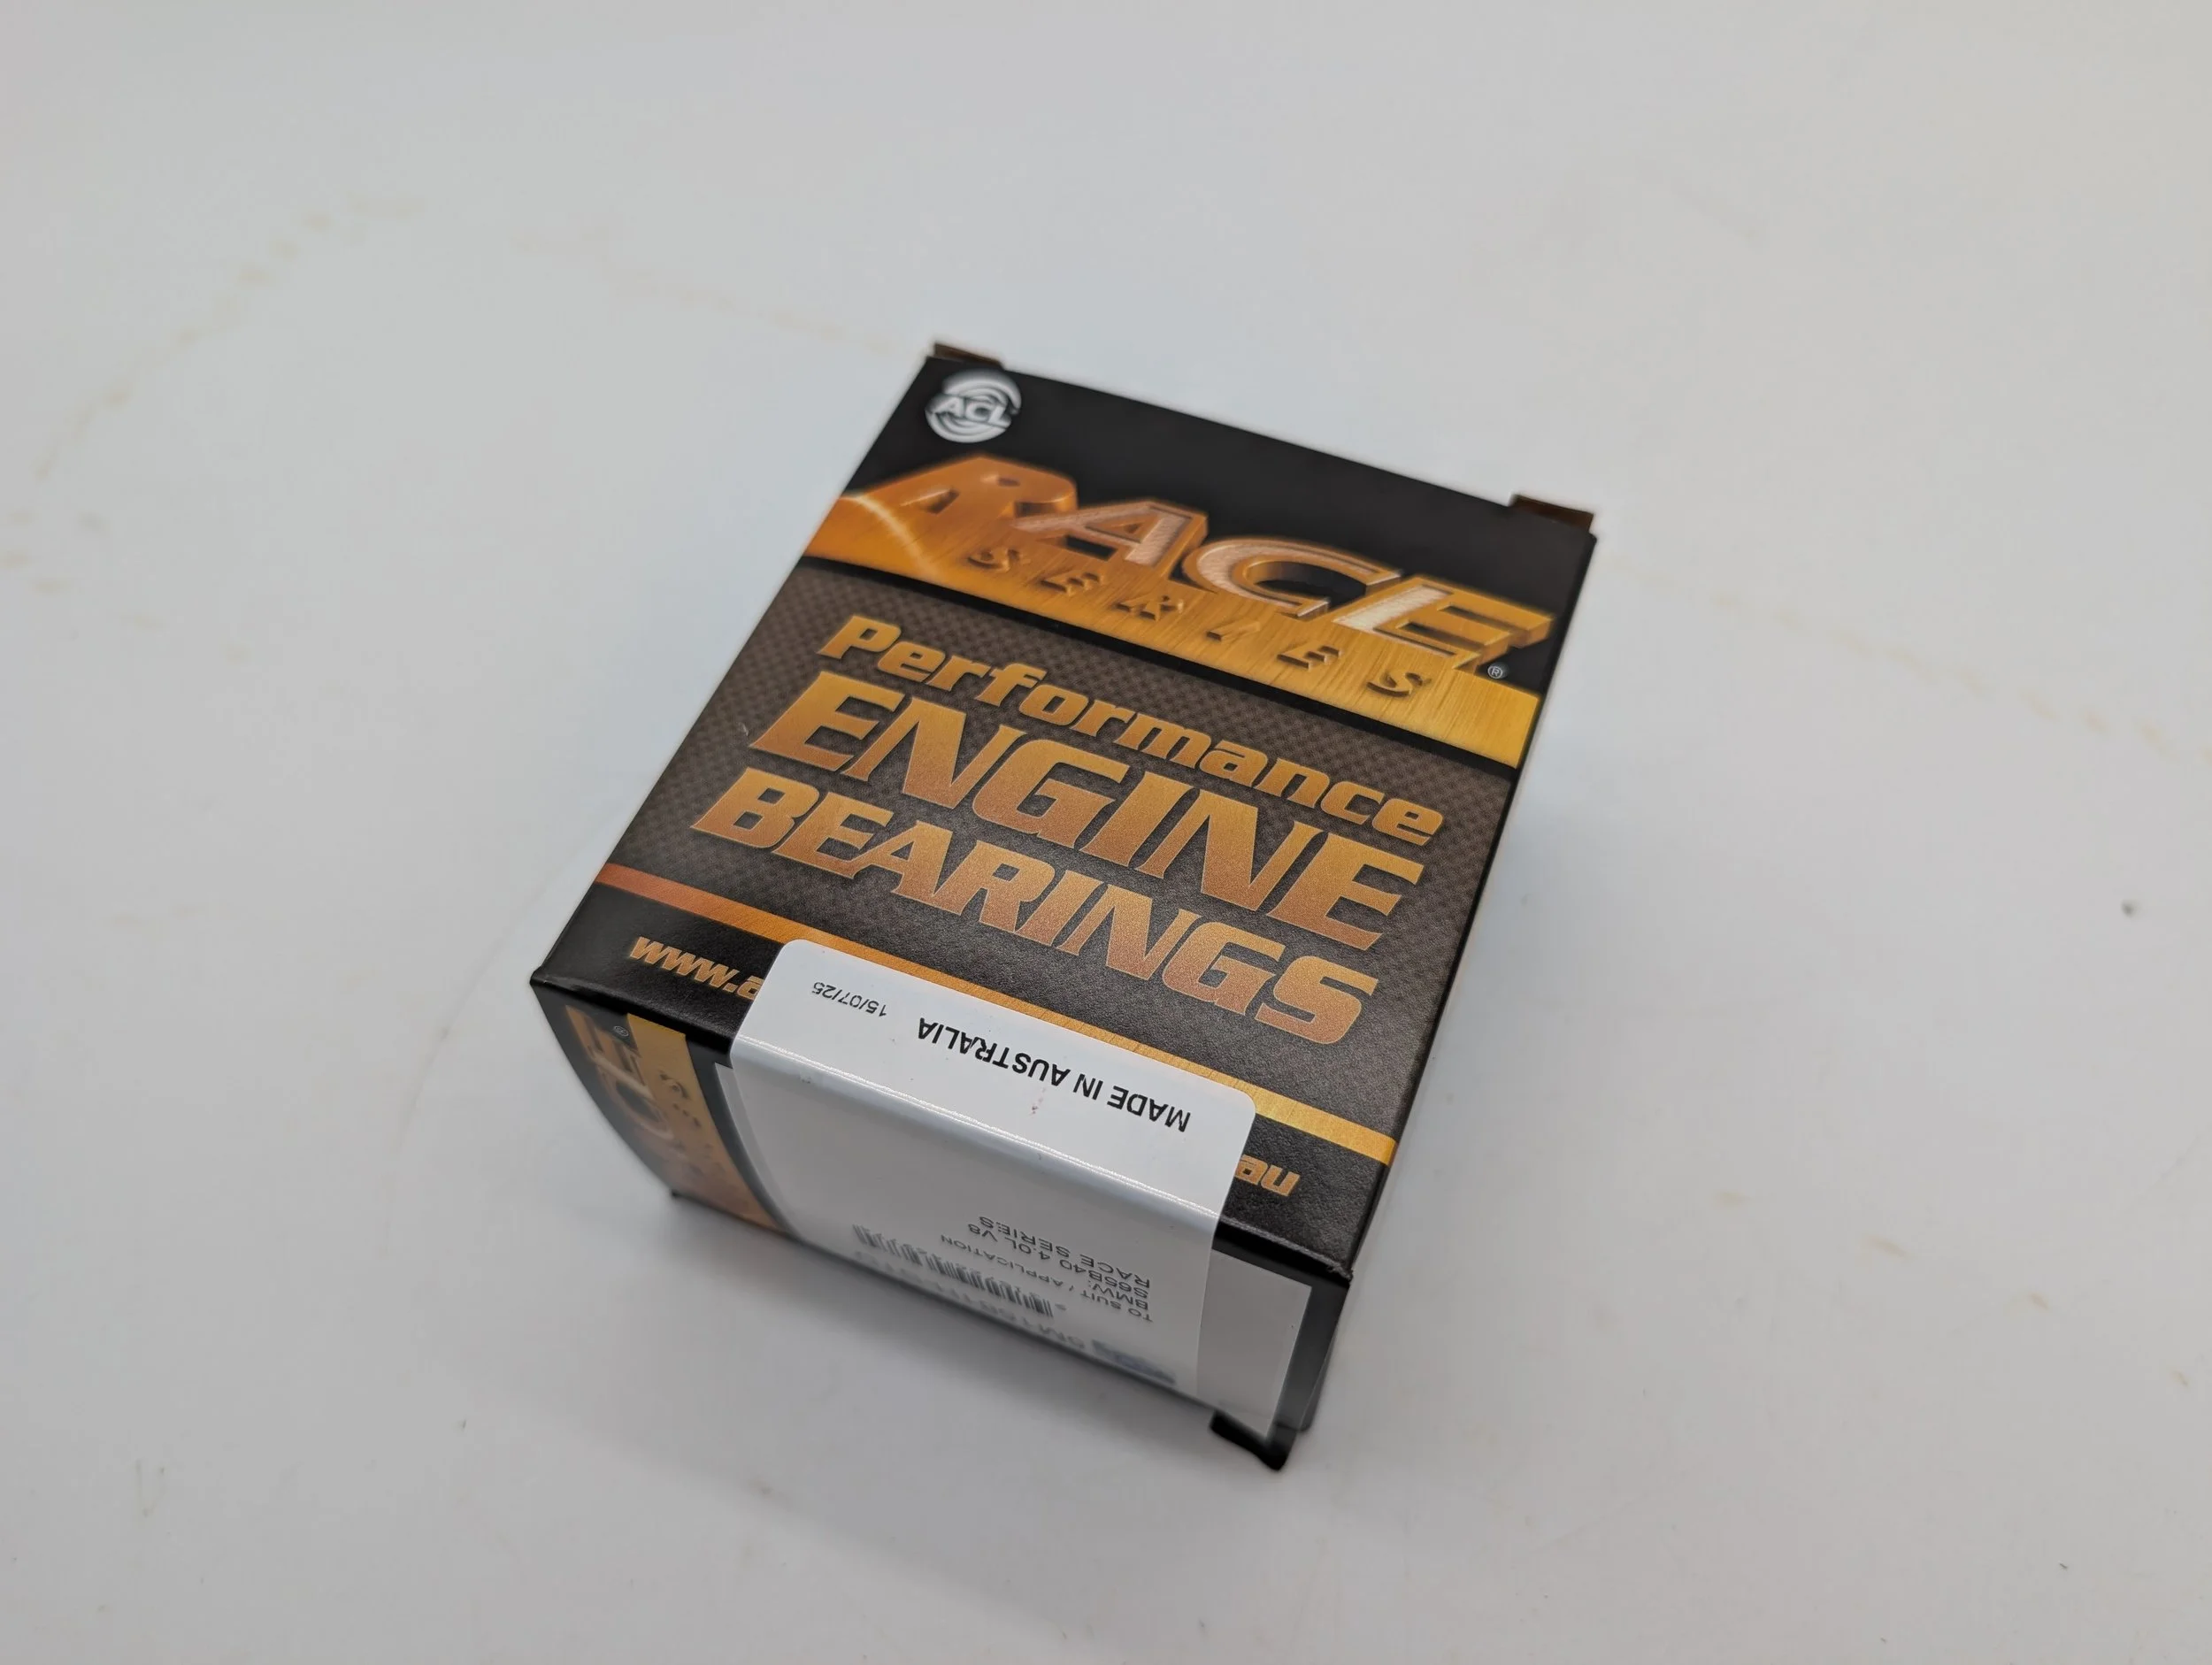 ACL
RACE
SERIES
®
Performance
ENGINE
BEARINGS
www.a
au
MADE IN AUSTRALIA 15/07/25
RACE SERIES
S65B40 4.0L V8
BMW:
TO SUIT / APPLICATION